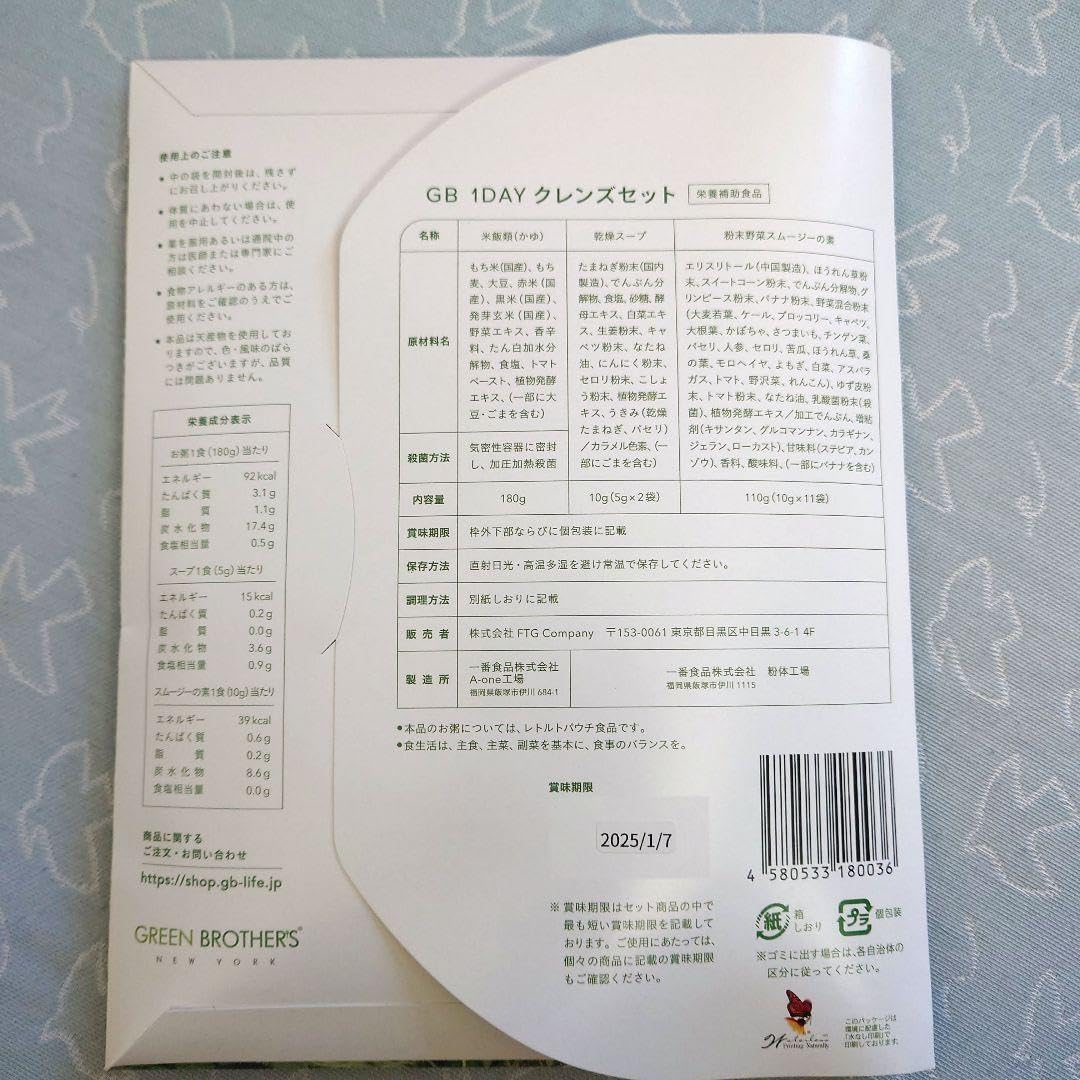 使用上のご注意
● 中の袋を開封後は、残さず
にお召し上がりください。
● 体質にあわない場合は、使
用を中止してください。
● 薬を服用あるいは通院中の
方は医師または専門家にご
相談ください。
● 食物アレルギーのある方は、
原材料をご確認のうえでご
使用ください。
● 本品は天産物を使用してお
りますので、色・風味のばら
つきがございますが、品質
には問題ありません。
栄養成分表示
お粥1食(180g)当たり
エネルギー 92kcal
たんぱく質 3.1g
脂質 1.1g
炭水化物 17.4g
食塩相当量 0.5g
スープ1食(5g)当たり
エネルギー 15kcal
たんぱく質 0.2g
脂質 0.0g
炭水化物 3.6g
食塩相当量 0.9g
スムージーの素1食(10g)当たり
エネルギー 39kcal
たんぱく質 0.6g
脂質 0.2g
炭水化物 8.6g
食塩相当量 0.0g
商品に関する
ご注文・お問い合わせ
https://shop.gb-life.jp
GREEN BROTHER'S®
NEW YORK
GB 1DAY クレンズセット 栄養補助食品
名称 米飯類(かゆ) 乾燥スープ 粉末野菜スムージーの素
原材料名
もち米(国産)、もち
麦、大豆、赤米(国
産)、黒米(国産)、
発芽玄米(国産)、
野菜エキス、香辛
料、たん白加水分
解物、食塩、トマト
ペースト、植物発酵
エキス、(一部に大
豆・ごまを含む)
たまねぎ粉末(国内
製造)、でんぷん分
解物、食塩、砂糖、酵
母エキス、白菜エキ
ス、生姜粉末、キャ
ベツ粉末、なたね
油、にんにく粉末、
セロリ粉末、こしょ
う粉末、植物発酵エ
キス、うきみ(乾燥
たまねぎ、パセリ)
/カラメル色素、(一
部にごまを含む)
エリスリトール(中国製造)、ほうれん草粉
末、スイートコーン粉末、でんぷん分解物、グ
リンピース粉末、バナナ粉末、野菜混合粉末
(大麦若葉、ケール、ブロッコリー、キャベツ、
大根葉、かぼちゃ、さつまいも、チンゲン菜、
パセリ、人参、セロリ、苦瓜、ほうれん草、桑
の葉、モロヘイヤ、よもぎ、白菜、アスパラ
ガス、トマト、野沢菜、れんこん)、ゆず皮粉
末、トマト粉末、なたね油、乳酸菌粉末(殺
菌)、植物発酵エキス/加工でんぷん、増粘
剤(キサンタン、グルコマンナン、カラギナン、
ジェラン、ローカスト)、甘味料(ステビア、カ
ンゾウ)、香料、酸味料、(一部にバナナを含む)
殺菌方法 気密性容器に密封
し、加圧加熱殺菌
内容量 180g 10g(5g×2袋) 110g(10g×11袋)
賞味期限 枠外下部ならびに個包装に記載
保存方法 直射日光・高温多湿を避け常温で保存してください。
調理方法 別紙しおりに記載
販売者 株式会社 FTG Company 〒153-0061 東京都目黒区中目黒 3-6-1 4F
製造所
一番食品株式会社
A-one工場
福岡県飯塚市伊川 684-1
一番食品株式会社 粉体工場
福岡県飯塚市伊川 1115
●本品のお粥については、レトルトパウチ食品です。
●食生活は、主食、主菜、副菜を基本に、食事のバランスを。
賞味期限
2025/1/7
※賞味期限はセット商品の中で
最も短い賞味期限を記載して
おります。ご使用にあたっては、
個々の商品に記載の賞味期限
もご確認ください。
4 580533 180036
紙 箱
しおり
プラ 個包装
※ゴミに出す場合は、各自治体の
区分に従ってください。
Waterless
Printing. Naturally.
このパッケージは
環境に配慮した
「水なし印刷」で
印刷しております。